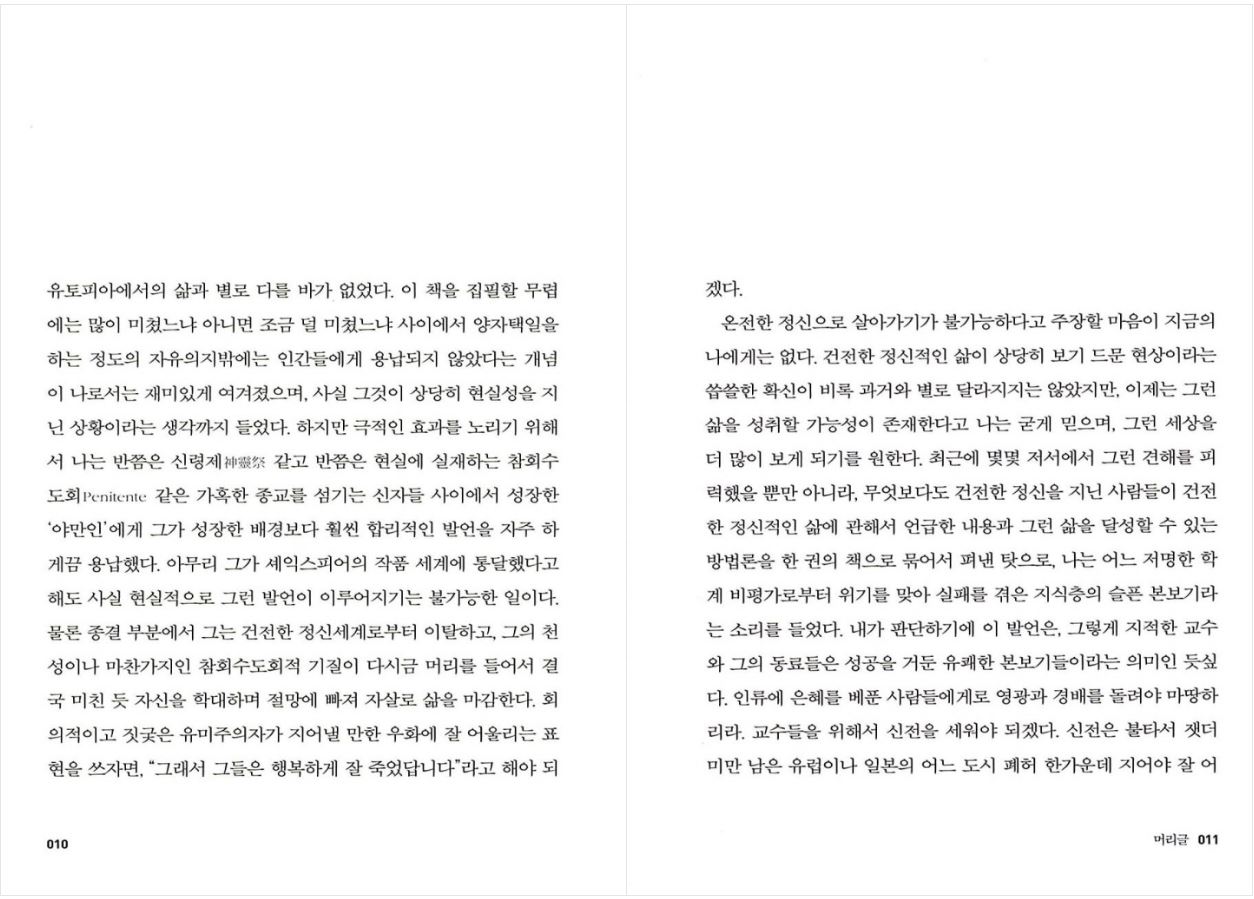 유토피아에서의 삶과 별로 다를 바가 없었다. 이 책을 집필할 무렵
에는 많이 미쳤느냐 아니면 조금 덜 미쳤느냐 사이에서 양자택일을
하는 정도의 자유의지밖에는 인간들에게 용납되지 않았다는 개념
이 나로서는 재미있게 여겨졌으며, 사실 그것이 상당히 현실성을 지
닌 상황이라는 생각까지 들었다. 하지만 극적인 효과를 노리기 위해
서 나는 반쯤은 신령제神靈祭 같고 반쯤은 현실에 실재하는 참회수
도회Penitente 같은 가혹한 종교를 섬기는 신자들 사이에서 성장한
‘야만인’에게 그가 성장한 배경보다 훨씬 합리적인 발언을 자주 하
게끔 용납했다. 아무리 그가 셰익스피어의 작품 세계에 통달했다고
해도 사실 현실적으로 그런 발언이 이루어지기는 불가능한 일이다.
물론 종결 부분에서 그는 건전한 정신세계로부터 이탈하고, 그의 천
성이나 마찬가지인 참회수도회적 기질이 다시금 머리를 들어서 결
국 미친 듯 자신을 학대하며 절망에 빠져 자살로 삶을 마감한다. 회
의적이고 짓궂은 유미주의자가 지어낼 만한 우화에 잘 어울리는 표
현을 쓰자면, “그래서 그들은 행복하게 잘 죽었답니다”라고 해야 되
010
겠다.
온전한 정신으로 살아가기가 불가능하다고 주장할 마음이 지금의
나에게는 없다. 건전한 정신적인 삶이 상당히 보기 드문 현상이라는
씁쓸한 확신이 비록 과거와 별로 달라지지는 않았지만, 이제는 그런
삶을 성취할 가능성이 존재한다고 나는 굳게 믿으며, 그런 세상을
더 많이 보게 되기를 원한다. 최근에 몇몇 저서에서 그런 견해를 피
력했을 뿐만 아니라, 무엇보다도 건전한 정신을 지닌 사람들이 건전
한 정신적인 삶에 관해서 언급한 내용과 그런 삶을 달성할 수 있는
방법론을 한 권의 책으로 묶어서 펴낸 탓으로, 나는 어느 저명한 학
계 비평가로부터 위기를 맞아 실패를 겪은 지식층의 슬픈 본보기라
는 소리를 들었다. 내가 판단하기에 이 발언은, 그렇게 지적한 교수
와 그의 동료들은 성공을 거둔 유쾌한 본보기들이라는 의미인 듯싶
다. 인류에 은혜를 베푼 사람들에게로 영광과 경배를 돌려야 마땅하
리라. 교수들을 위해서 신전을 세워야 되겠다. 신전은 불타서 잿더
미만 남은 유럽이나 일본의 어느 도시 폐허 한가운데 지어야 잘 어
머리글 011